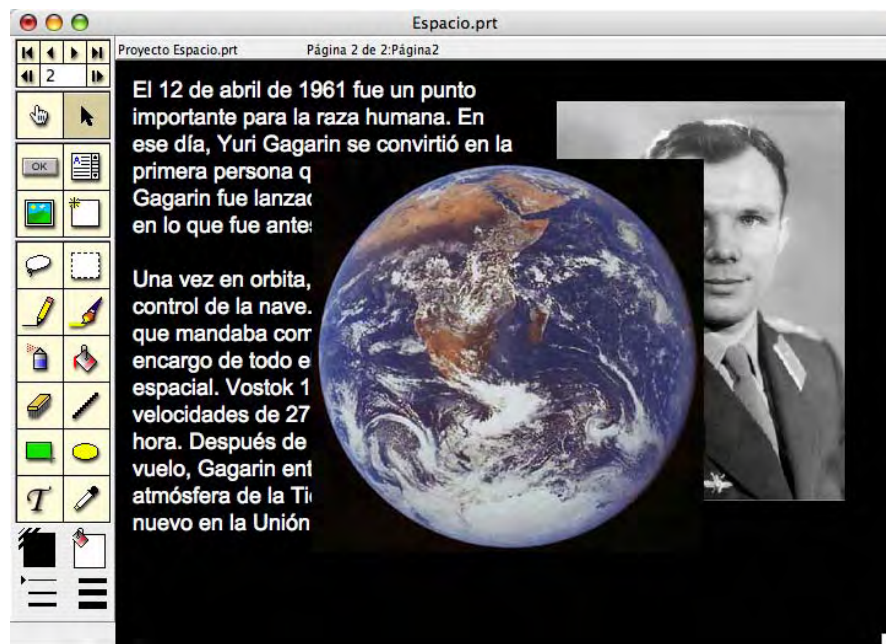 Espacio.prt
Proyecto Espacio.prt Página 2 de 2:Página2
2
OK
A
T
El 12 de abril de 1961 fue un punto
importante para la raza humana. En
ese día, Yuri Gagarin se convirtió en la
primera persona q
Gagarin fue lanzad
en lo que fue antes
Una vez en orbita,
control de la nave.
que mandaba com
encargo de todo e
espacial. Vostok 1
velocidades de 27
hora. Después de
vuelo, Gagarin ent
atmósfera de la Ti
nuevo en la Unión